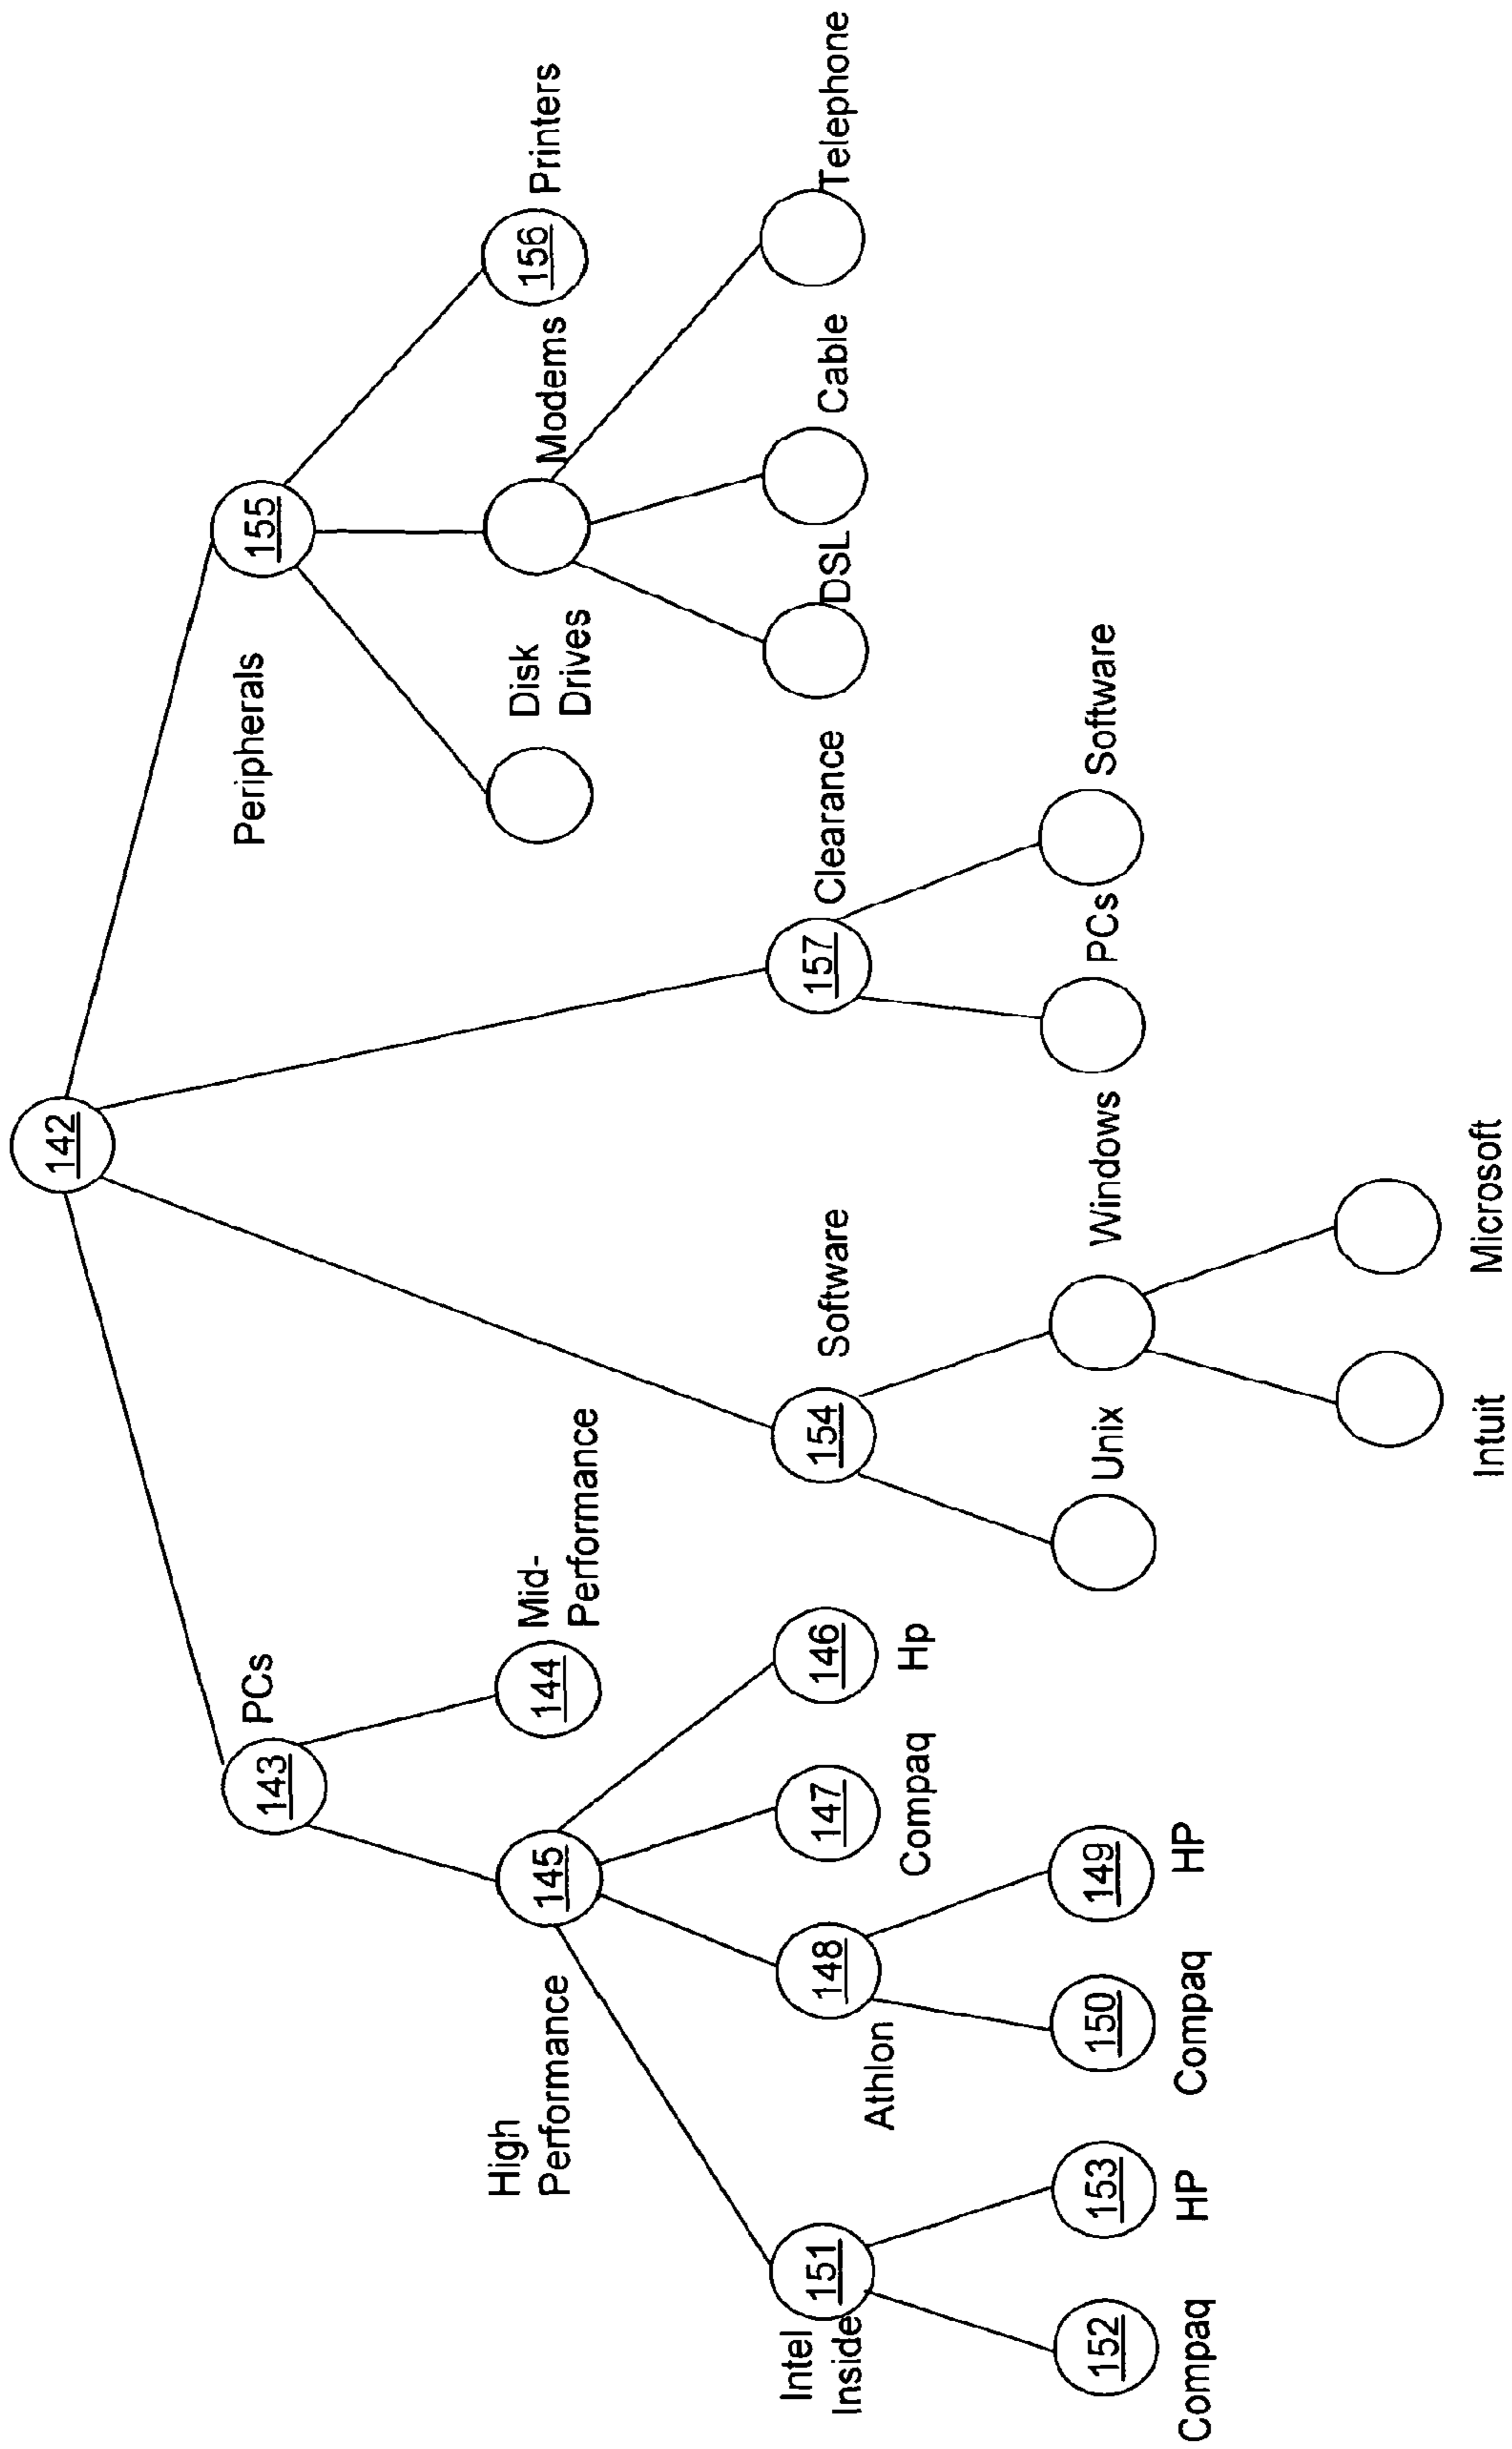 142
143
PCs
Peripherals
155
High
Performance
145
144
Mid-
Performance
Disk
Drives
Modems
156
Printers
Intel
Inside
151
Athlon
148
147
Compaq
146
Hp
154
Software
157
Clearance
DSL
Cable
Telephone
152
Compaq
153
HP
150
Compaq
149
HP
Unix
Windows
PCs
Software
Intuit
Microsoft